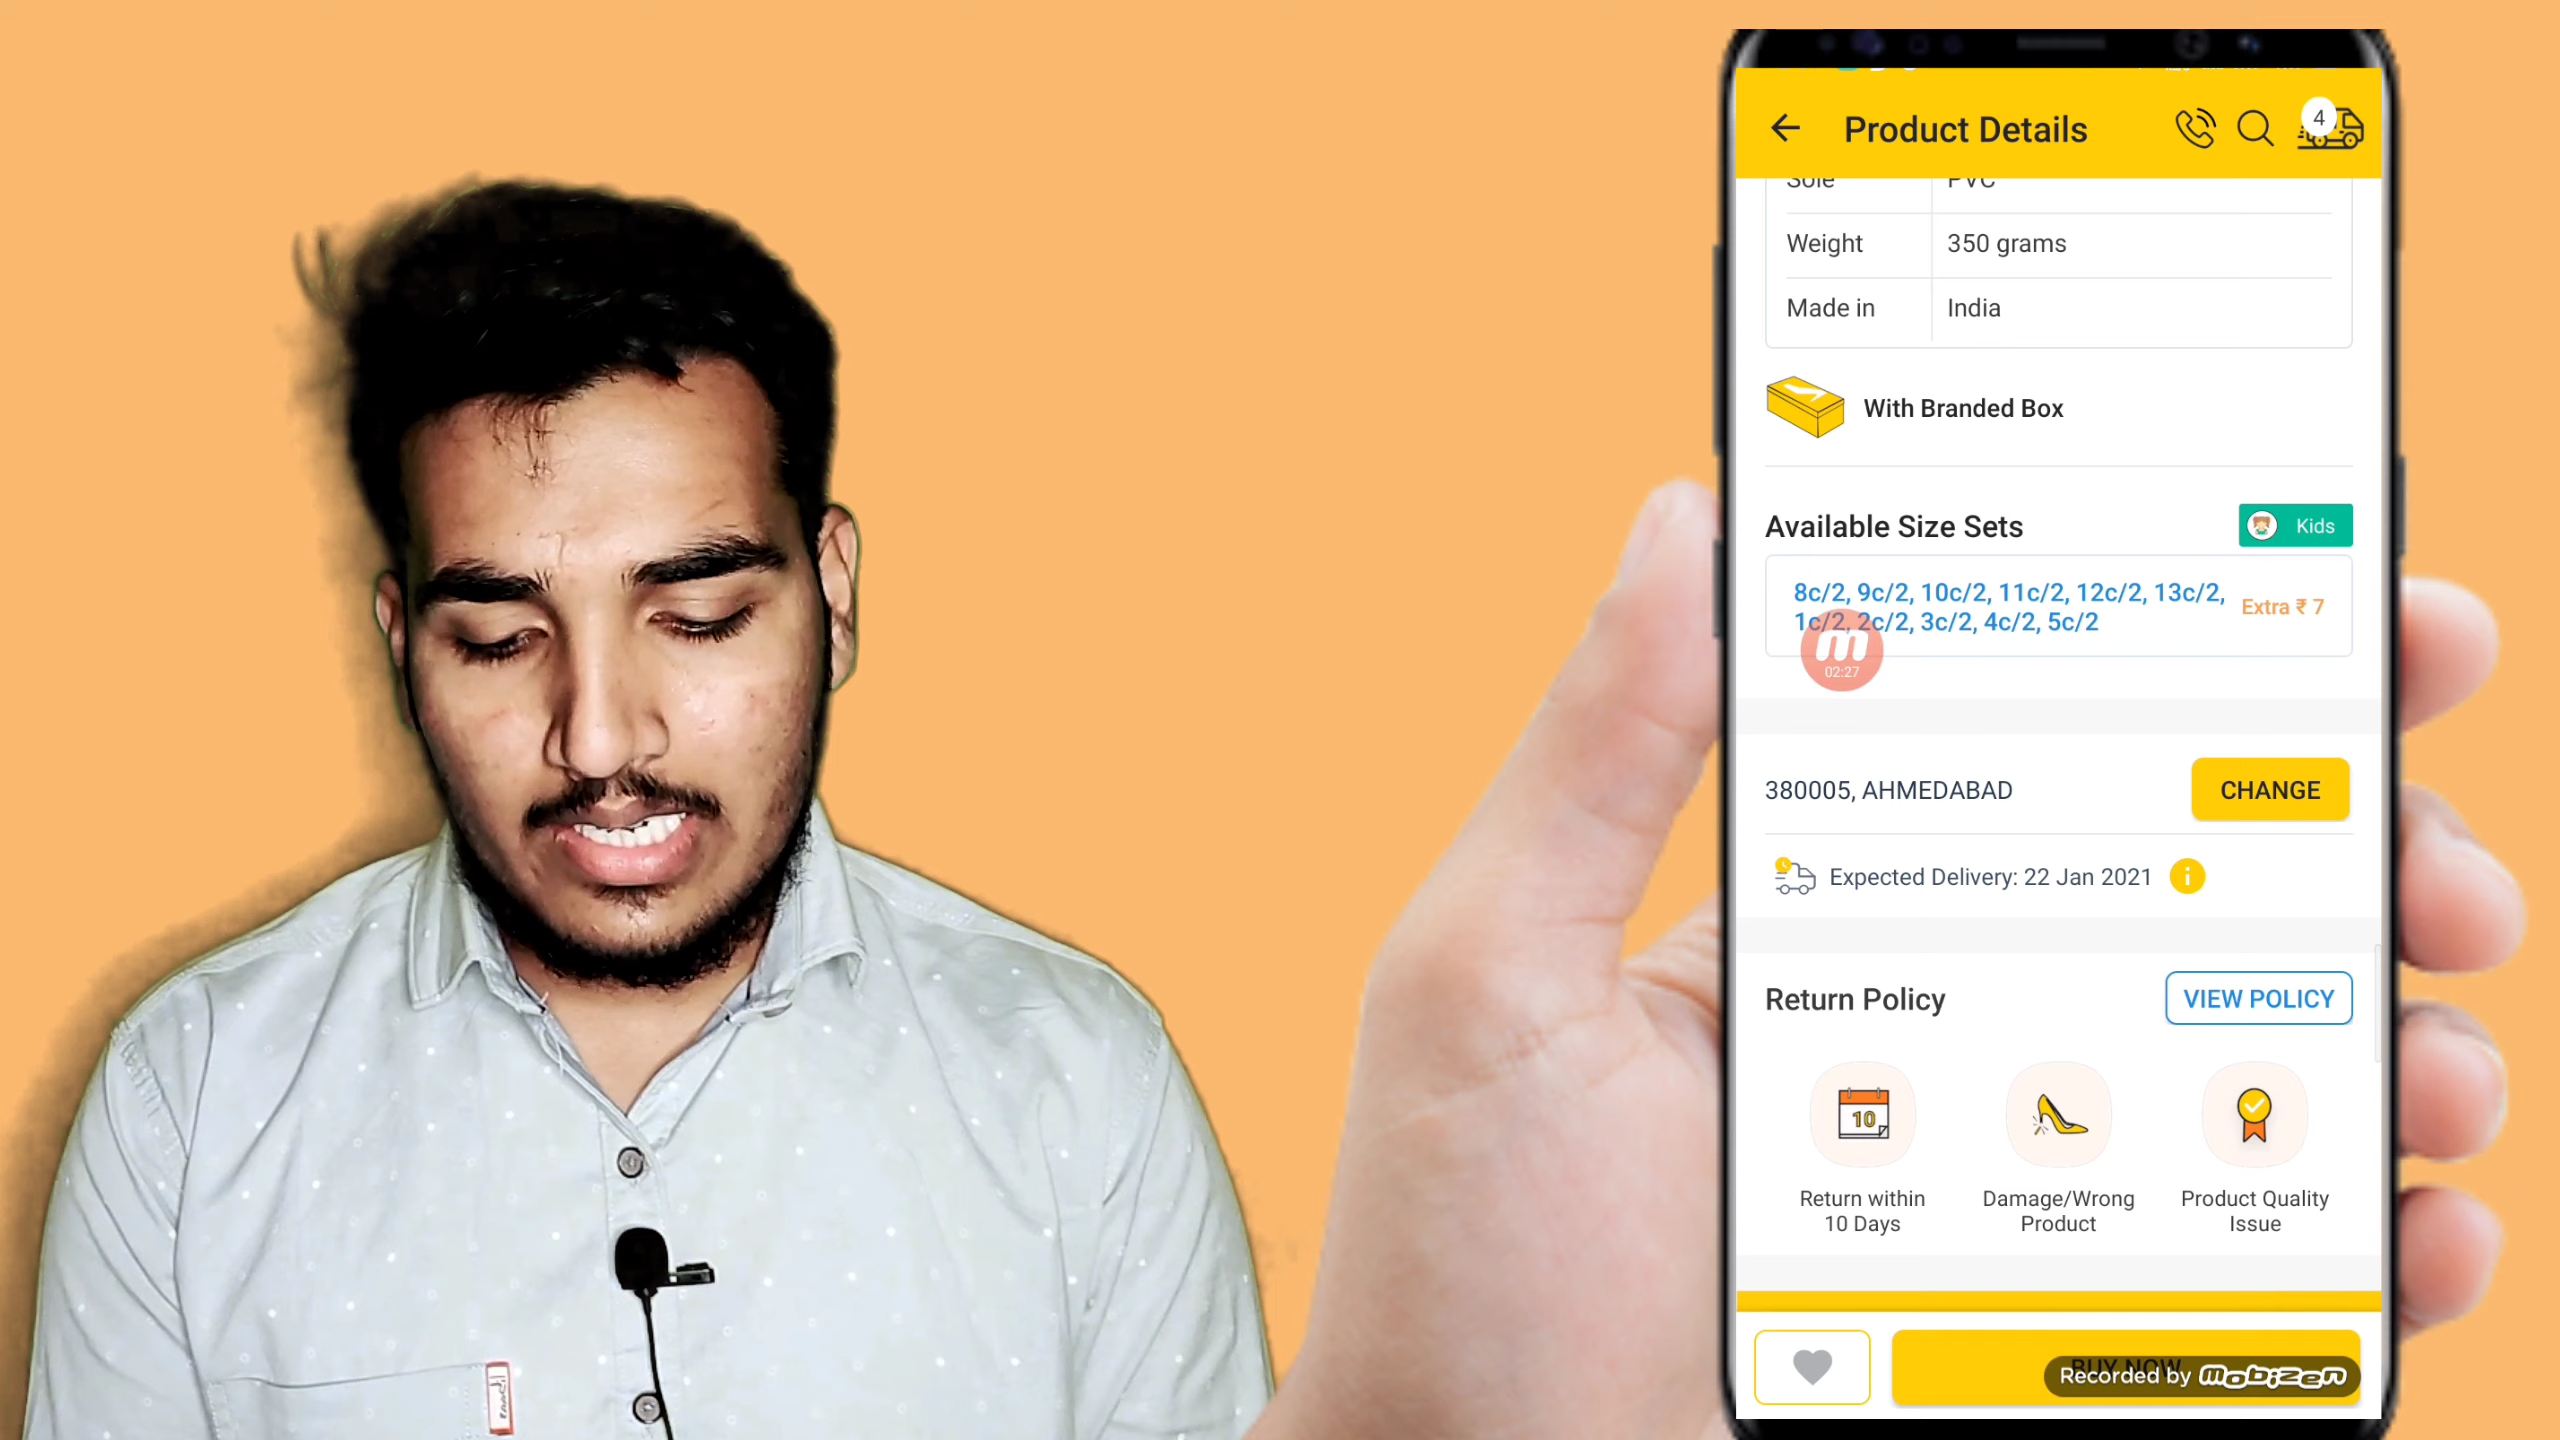 Product Details
4
Sole PVC
Weight 350 grams
Made in India
With Branded Box
Available Size Sets Kids
8c/2, 9c/2, 10c/2, 11c/2, 12c/2, 13c/2,
1c/2, 2c/2, 3c/2, 4c/2, 5c/2
Extra ₹ 7
m
02:27
380005, AHMEDABAD CHANGE
Expected Delivery: 22 Jan 2021 i
Return Policy VIEW POLICY
10
Return within
10 Days
Damage/Wrong
Product
Product Quality
Issue
BUY NOW
Recorded by mobizen